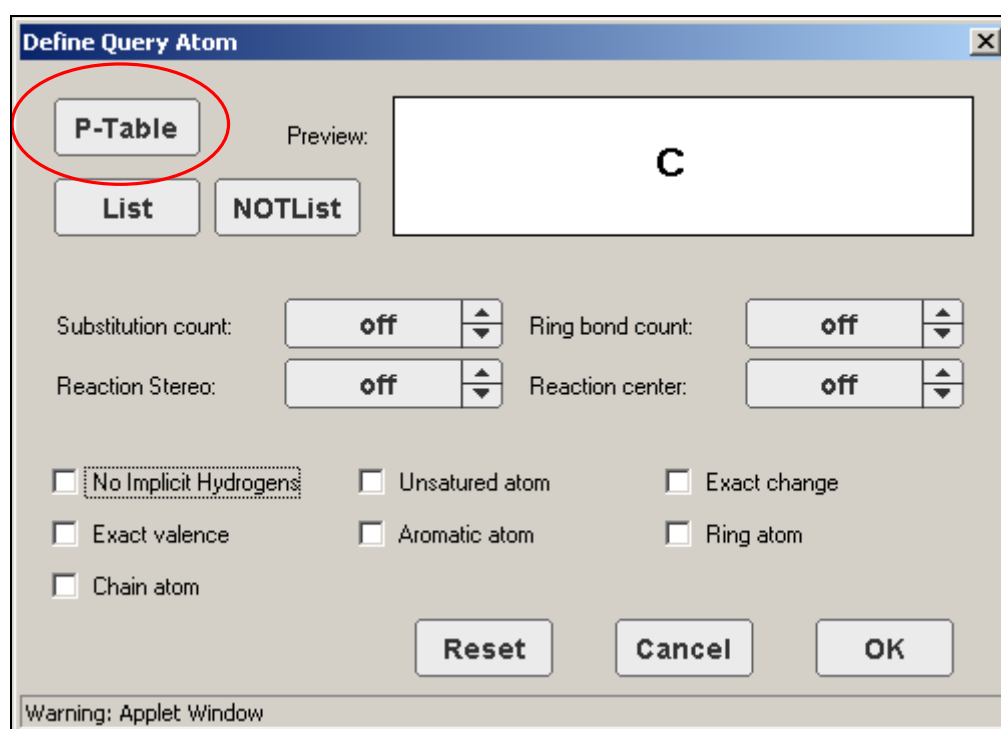 Define Query Atom
P-Table
Preview:
C
List NOTList
Substitution count: off Ring bond count: off
Reaction Stereo: off Reaction center: off
No Implicit Hydrogens Unsatured atom Exact change
Exact valence Aromatic atom Ring atom
Chain atom
Reset Cancel OK
Warning: Applet Window